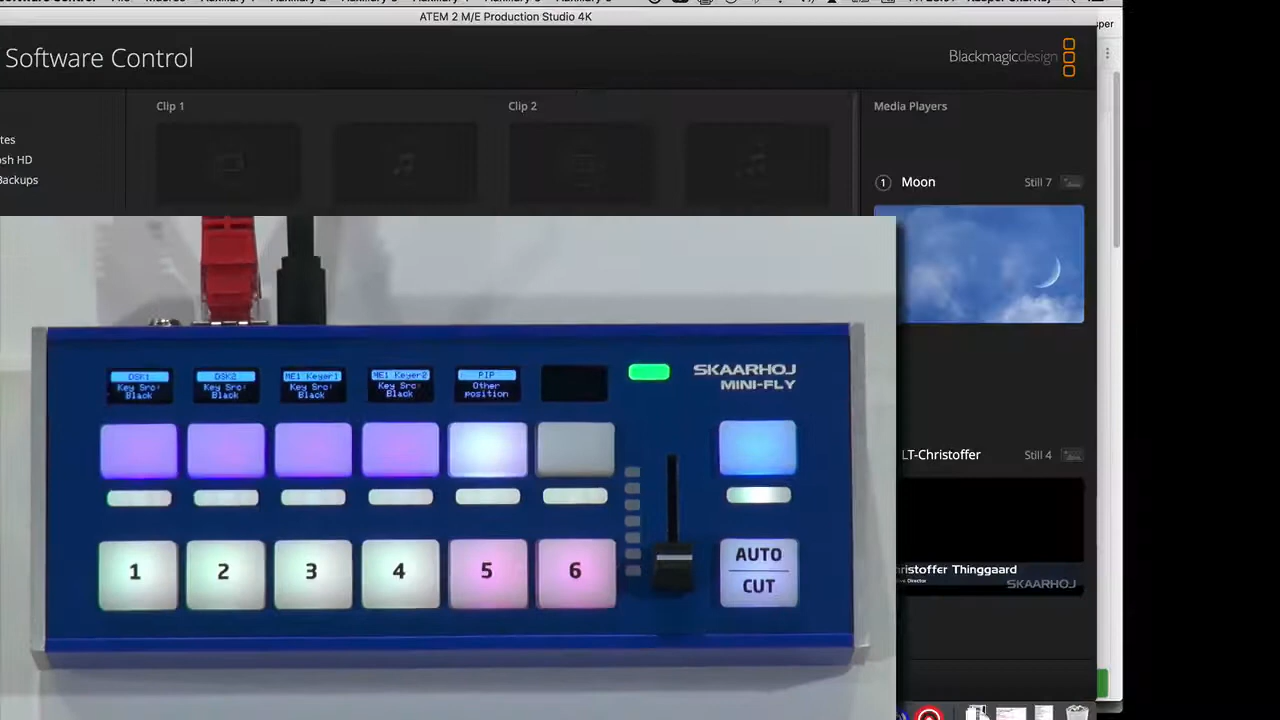 ATEM 2 M/E Production Studio 4K
Software Control
Blackmagicdesign
Clip 1
Clip 2
Media Players
1 Moon
Still 7
Backups
DSK1
Key Src:
Black
DSK2
Key Src:
Black
ME1 Keyer1
Key Src:
Black
ME1 Keyer2
Key Src:
Black
PIP
Other
position
SKAARHOJ
MINI-FLY
LT-Christoffer
Still 4
1
2
3
4
5
6
AUTO
CUT
ristoffer Thinggaard
SKAARHOJ